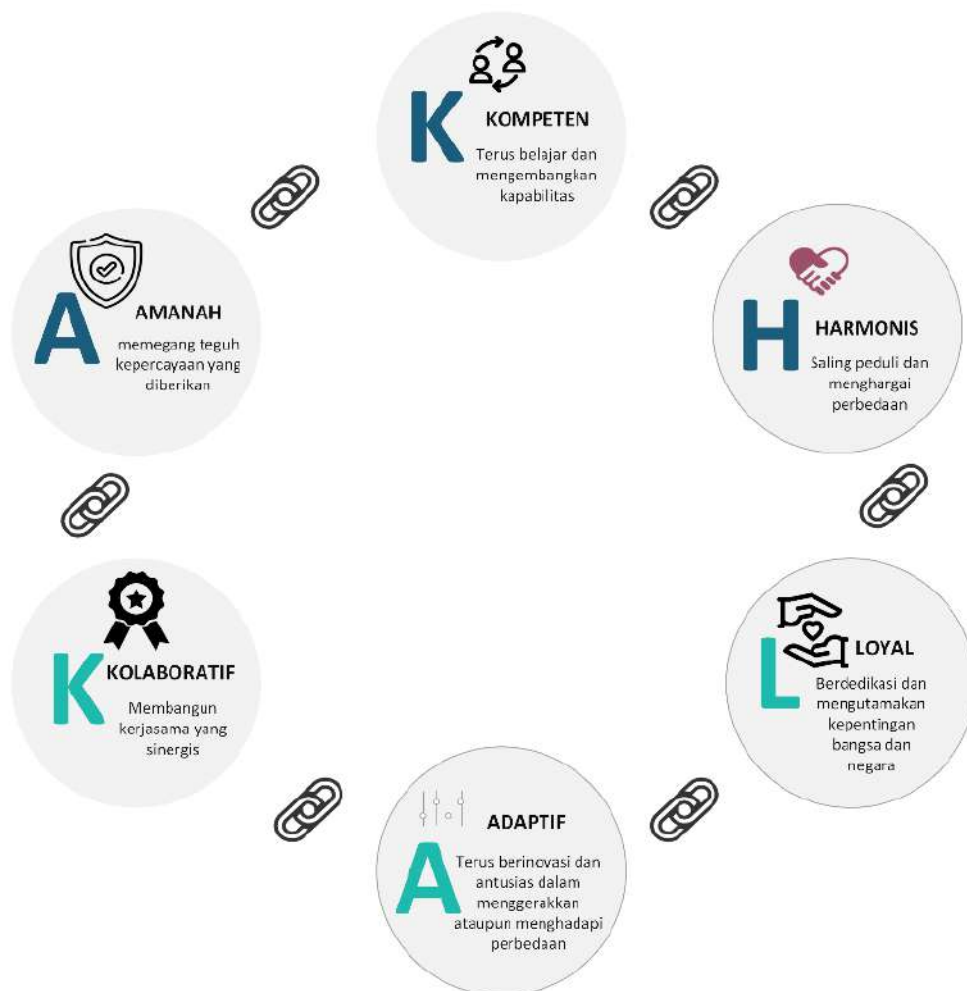 A
AMANAH
memegang teguh
kepercayaan yang
diberikan
K
KOMPETEN
Terus belajar dan
mengembangkan
kapabilitas
H
HARMONIS
Saling peduli dan
menghargai
perbedaan
L
LOYAL
Berdedikasi dan
mengutamakan
kepentingan
bangsa dan
negara
A
ADAPTIF
Terus berinovasi dan
antusias dalam
menggerakkan
ataupun menghadapi
perbedaan
K
KOLABORATIF
Membangun
kerjasama yang
sinergis